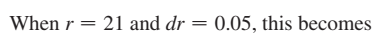 When r = 21 and dr = 0.05, this becomes